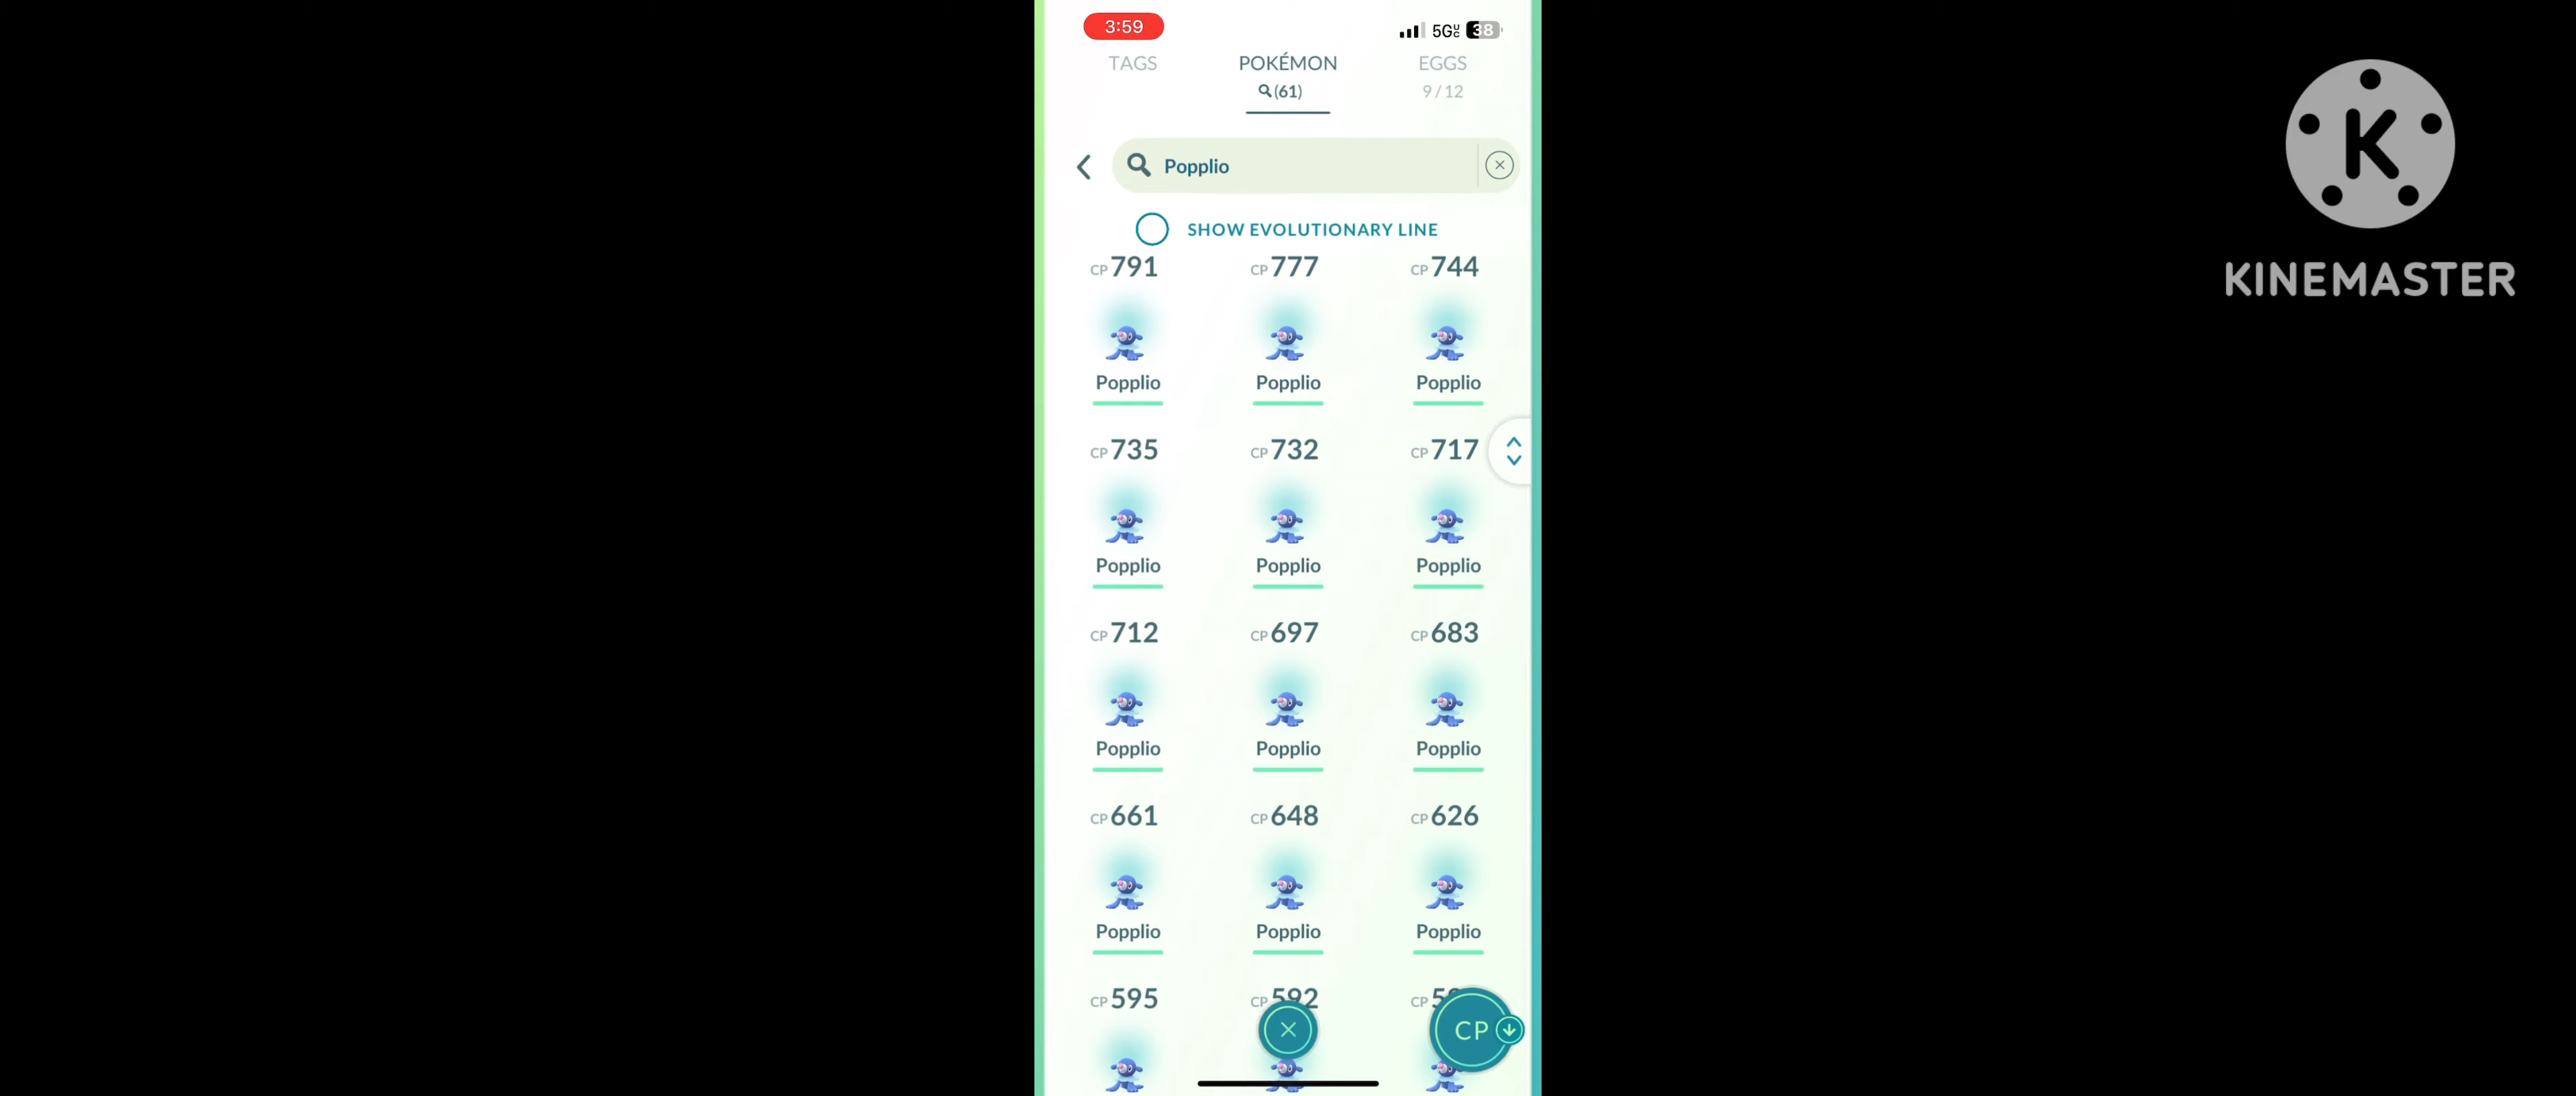 3:59 5G 38
TAGS POKÉMON EGGS
(61) 9 / 12
Popplio
SHOW EVOLUTIONARY LINE
CP 791 CP 777 CP 744
Popplio Popplio Popplio
CP 735 CP 732 CP 717
Popplio Popplio Popplio
CP 712 CP 697 CP 683
Popplio Popplio Popplio
CP 661 CP 648 CP 626
Popplio Popplio Popplio
CP 595 CP 592 CP
CP
K
KINEMASTER